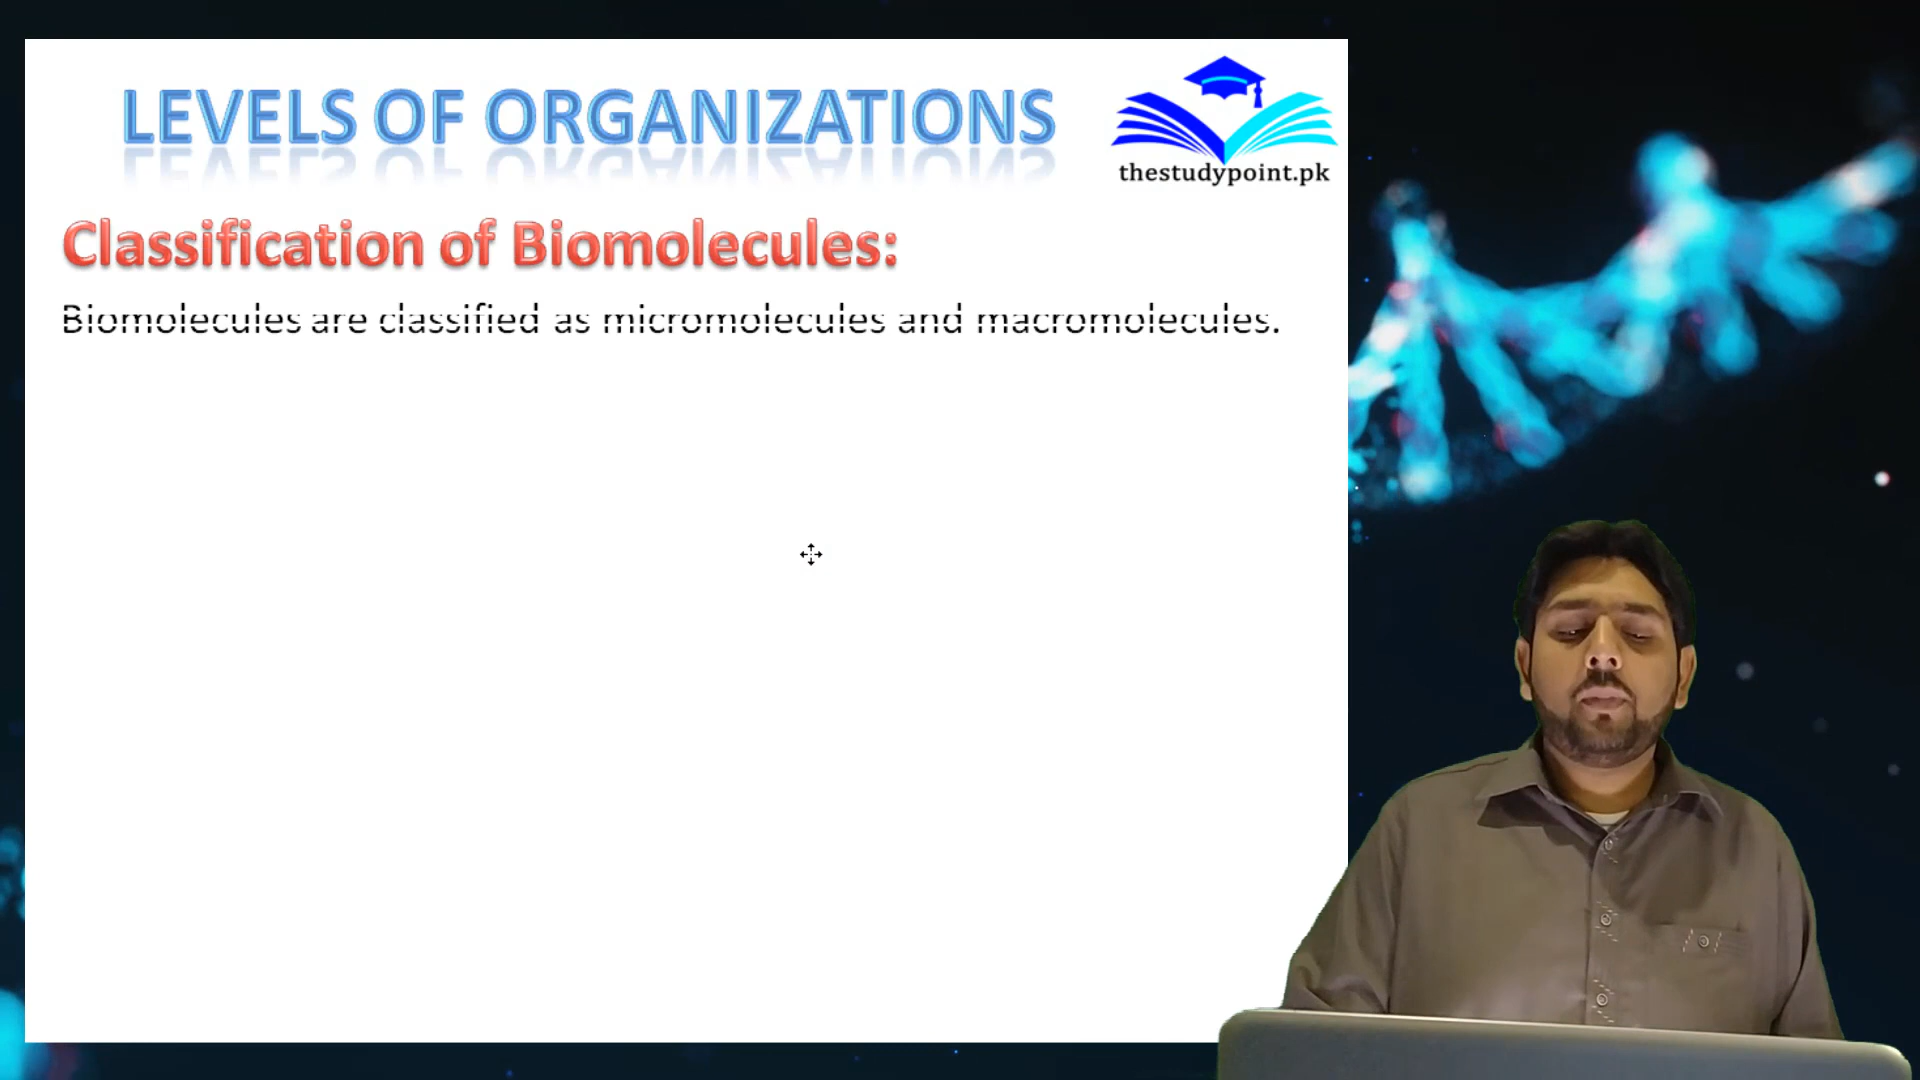 LEVELS OF ORGANIZATIONS
thestudypoint.pk
Classification of Biomolecules:
Biomolecules are classified as micromolecules and macromolecules.